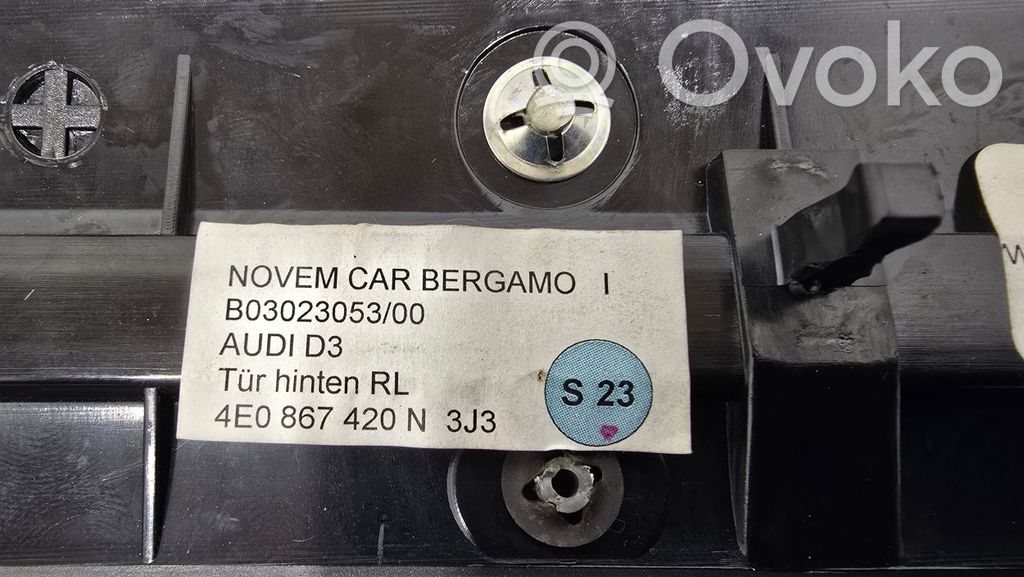 Ovoko
NOVEM CAR BERGAMO I
B03023053/00
AUDI D3
Tür hinten RL
4E0 867 420 N 3J3
S 23
W